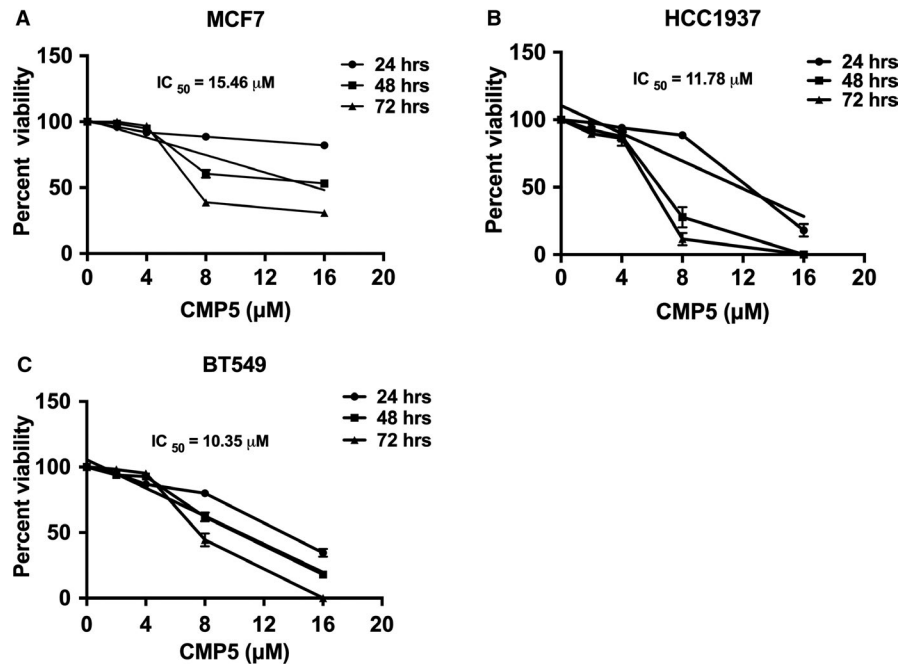 A
MCF7
Percent viability
150
100
50
0
IC 50 = 15.46 µM
24 hrs
48 hrs
72 hrs
0 4 8 12 16 20
CMP5 (µM)
B
HCC1937
Percent viability
150
100
50
0
IC 50 = 11.78 µM
24 hrs
48 hrs
72 hrs
0 4 8 12 16 20
CMP5 (µM)
C
BT549
Percent viability
150
100
50
0
IC 50 = 10.35 µM
24 hrs
48 hrs
72 hrs
0 4 8 12 16 20
CMP5 (µM)